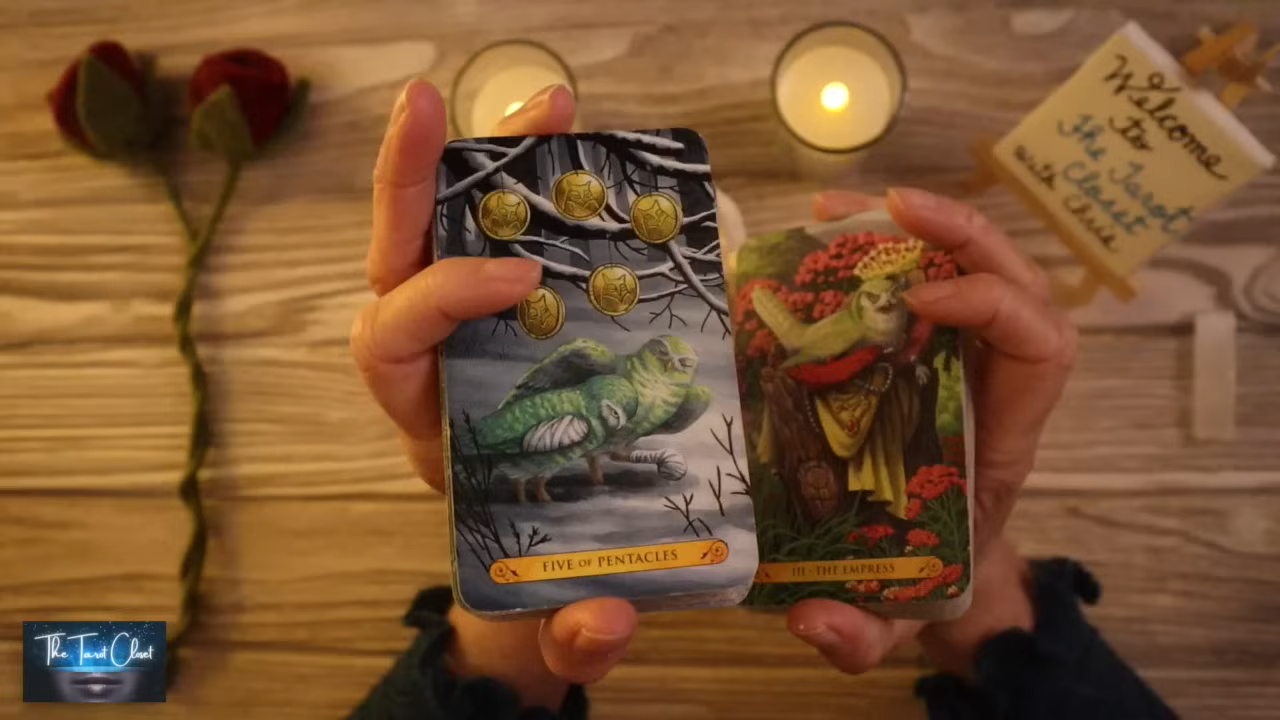 Welcome
to
The Tarot
Closet
with Chris
FIVE OF PENTACLES
III · THE EMPRESS
The Tarot Closet